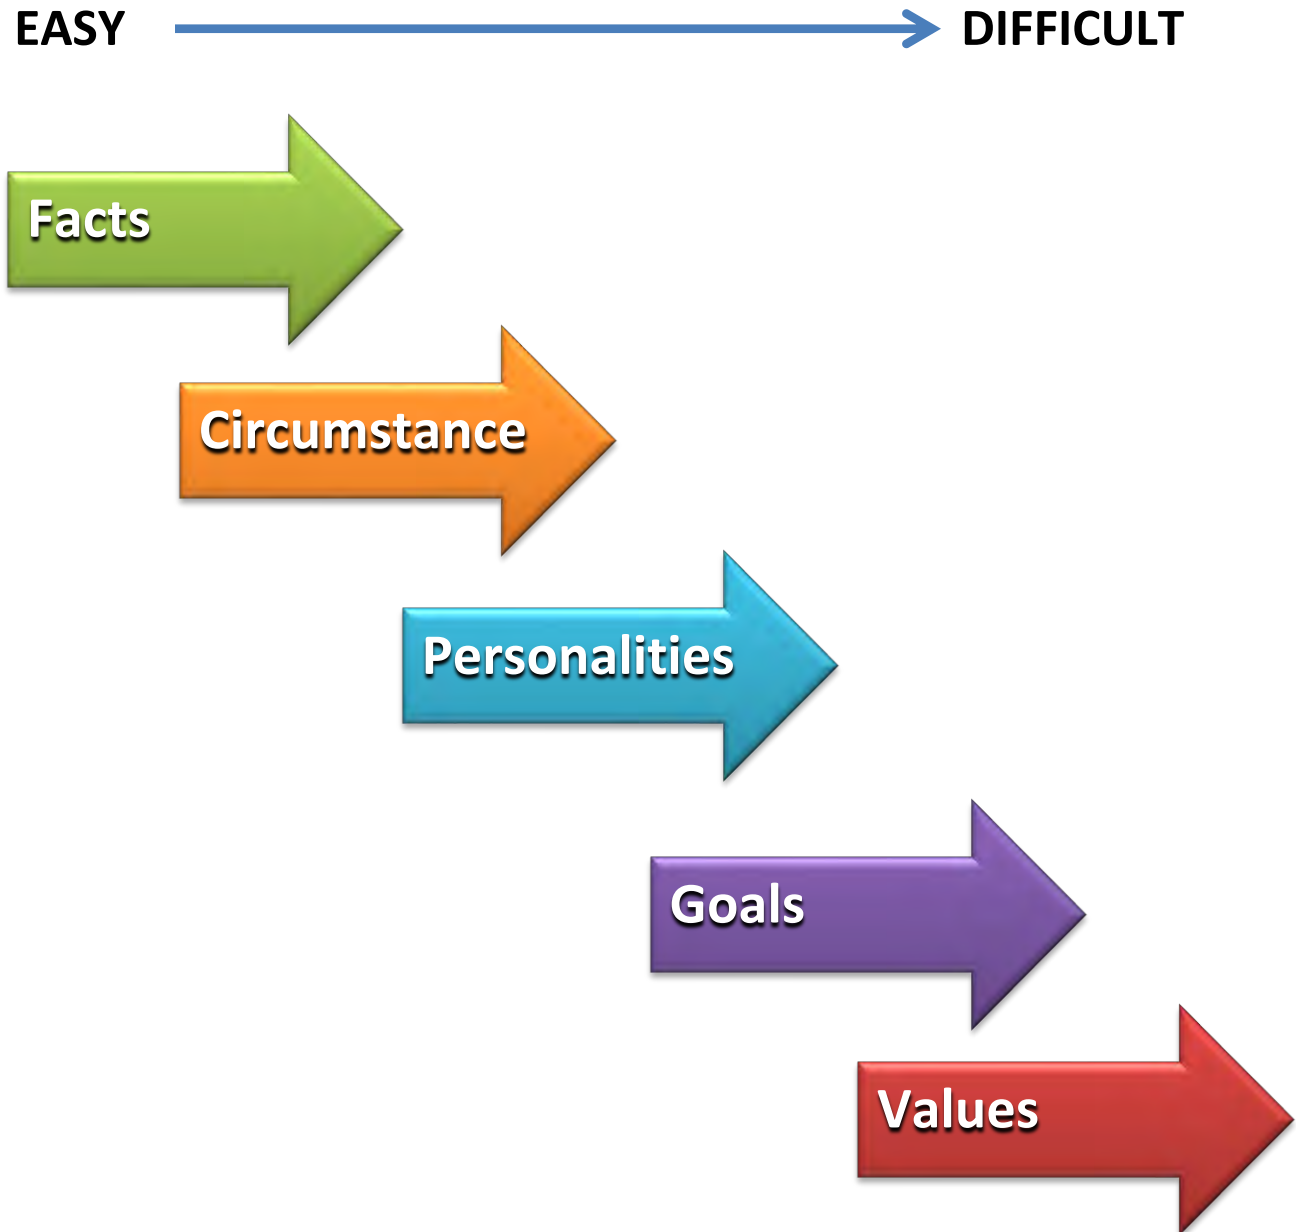 EASY DIFFICULT
Facts
Circumstance
Personalities
Goals
Values